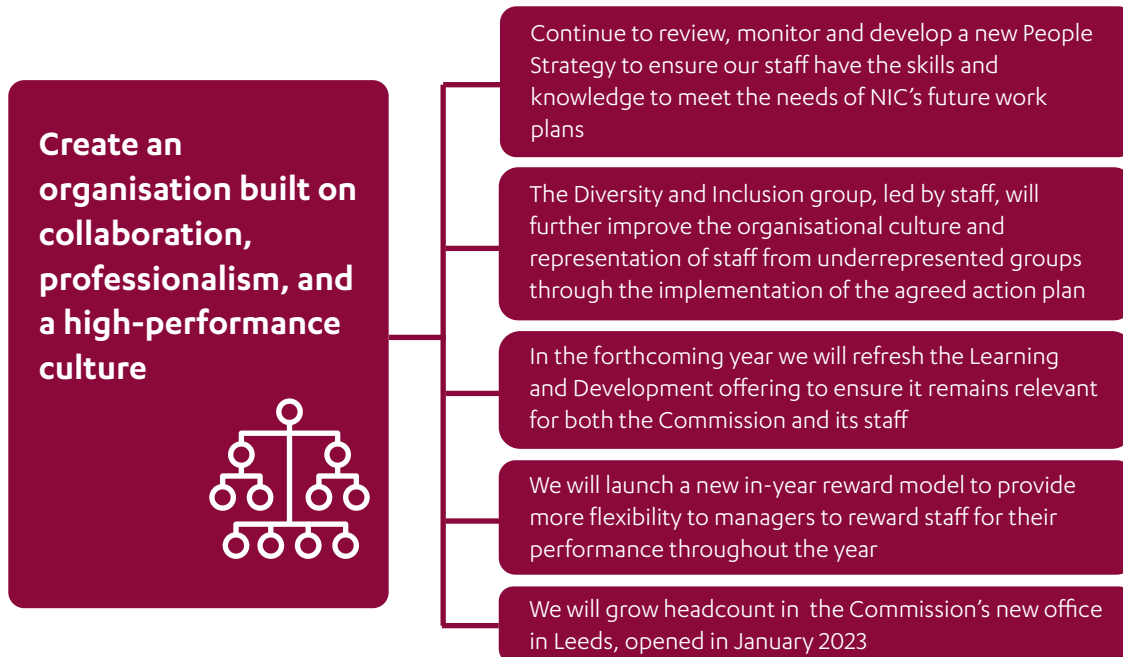 Create an
organisation built on
collaboration,
professionalism, and
a high-performance
culture
Continue to review, monitor and develop a new People
Strategy to ensure our staff have the skills and
knowledge to meet the needs of NIC’s future work
plans
The Diversity and Inclusion group, led by staff, will
further improve the organisational culture and
representation of staff from underrepresented groups
through the implementation of the agreed action plan
In the forthcoming year we will refresh the Learning
and Development offering to ensure it remains relevant
for both the Commission and its staff
We will launch a new in-year reward model to provide
more flexibility to managers to reward staff for their
performance throughout the year
We will grow headcount in the Commission’s new office
in Leeds, opened in January 2023